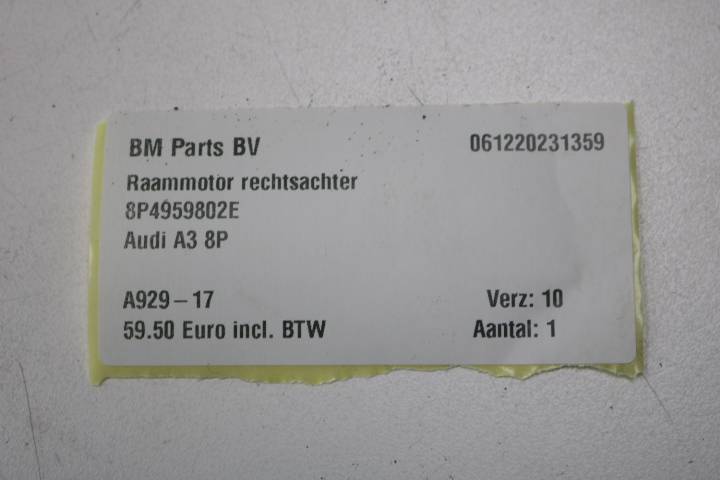 BM Parts BV 061220231359
Raammotor rechtsachter
8P4959802E
Audi A3 8P
A929-17 Verz: 10
59.50 Euro incl. BTW Aantal: 1